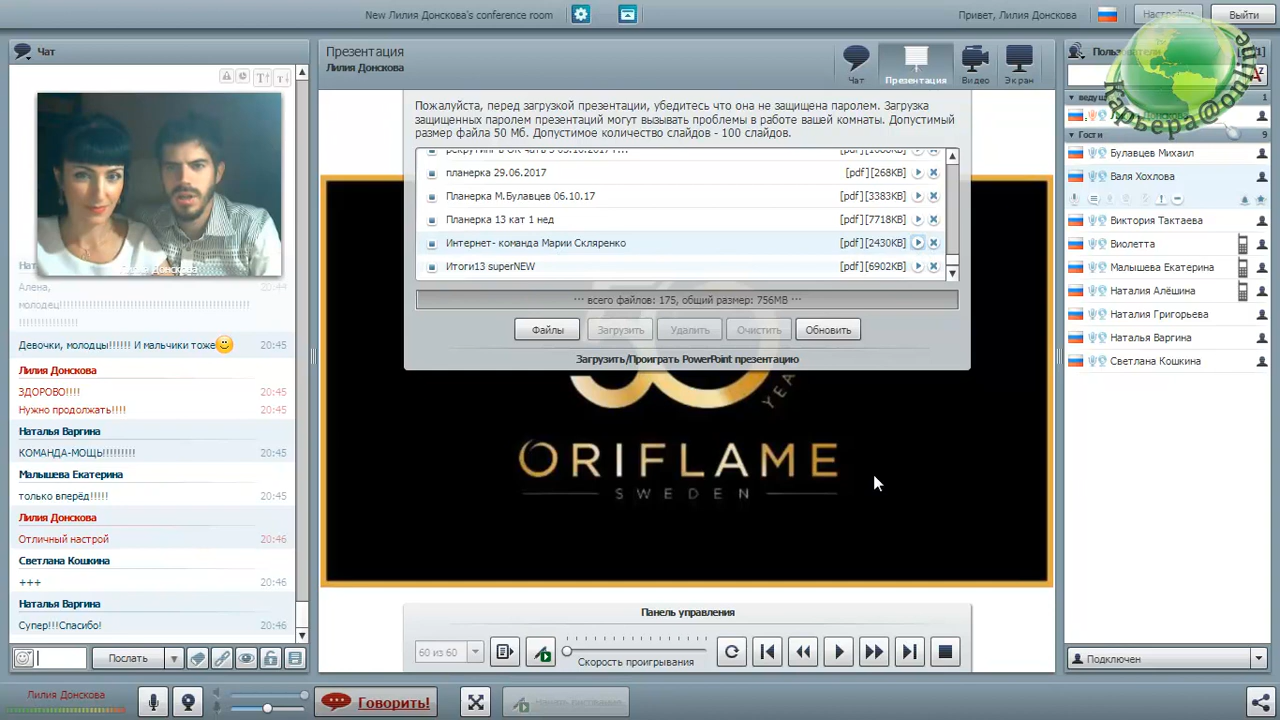 New Лилия Донскова's conference room
Привет, Лилия Донскова
Настройки
Выйти
Чат
Донскова
Алена,
20:44
молодец!!!!!!!!!!!!!!!!!!!!!!!!!!!!!!!!!!!!!!!!!!!
!!!!!!!!!!!!!!!!!!
Девочки, молодцы!!!!!! И мальчики тоже
20:45
Лилия Донскова
ЗДОРОВО!!!!
20:45
Нужно продолжать!!!!
20:45
Наталья Варгина
КОМАНДА-МОЩЬ!!!!!!!!!
20:45
Малышева Екатерина
только вперёд!!!!!
20:45
Лилия Донскова
Отличный настрой
20:46
Светлана Кошкина
+++
20:46
Наталья Варгина
Супер!!!Спасибо!
20:46
Послать
Презентация
Лилия Донскова
Чат
Презентация
Видео
Экран
Пожалуйста, перед загрузкой презентации, убедитесь что она не защищена паролем. Загрузка
защищенных паролем презентаций могут вызывать проблемы в работе вашей комнаты. Допустимый
размер файла 50 Мб. Допустимое количество слайдов - 100 слайдов.
планерка 29.06.2017 [pdf][268KB]
Планерка М.Булавцев 06.10.17 [pdf][3383KB]
Планерка 13 кат 1 нед [pdf][7718KB]
Интернет- команда Марии Скляренко [pdf][2430KB]
Итоги13 superNEW [pdf][6902KB]
··· всего файлов: 175, общий размер: 756MB ···
Файлы
Загрузить
Удалить
Очистить
Обновить
Загрузить/Проиграть PowerPoint презентацию
50
YEA
ORIFLAME
SWEDEN
Панель управления
60 из 60
Скорость проигрывания
Пользователи
карьера@online
AZ
1
Гости
9
Булавцев Михаил
Валя Хохлова
Виктория Тактаева
Виолетта
Малышева Екатерина
Наталия Алёшина
Наталия Григорьева
Наталья Варгина
Светлана Кошкина
Подключен
Лилия Донскова
Говорить!